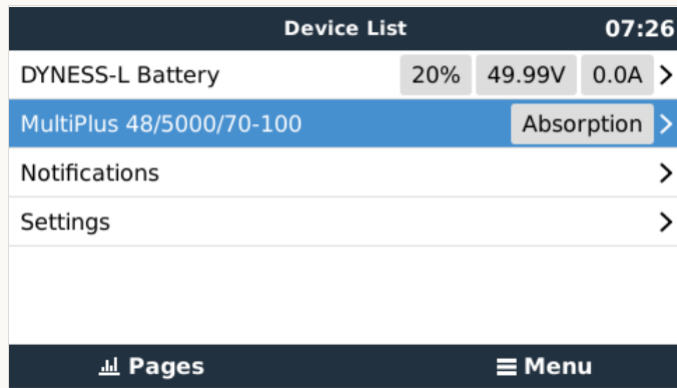 Device List 07:26
DYNESS-L Battery 20% 49.99V 0.0A
MultiPlus 48/5000/70-100 Absorption
Notifications
Settings
Pages Menu